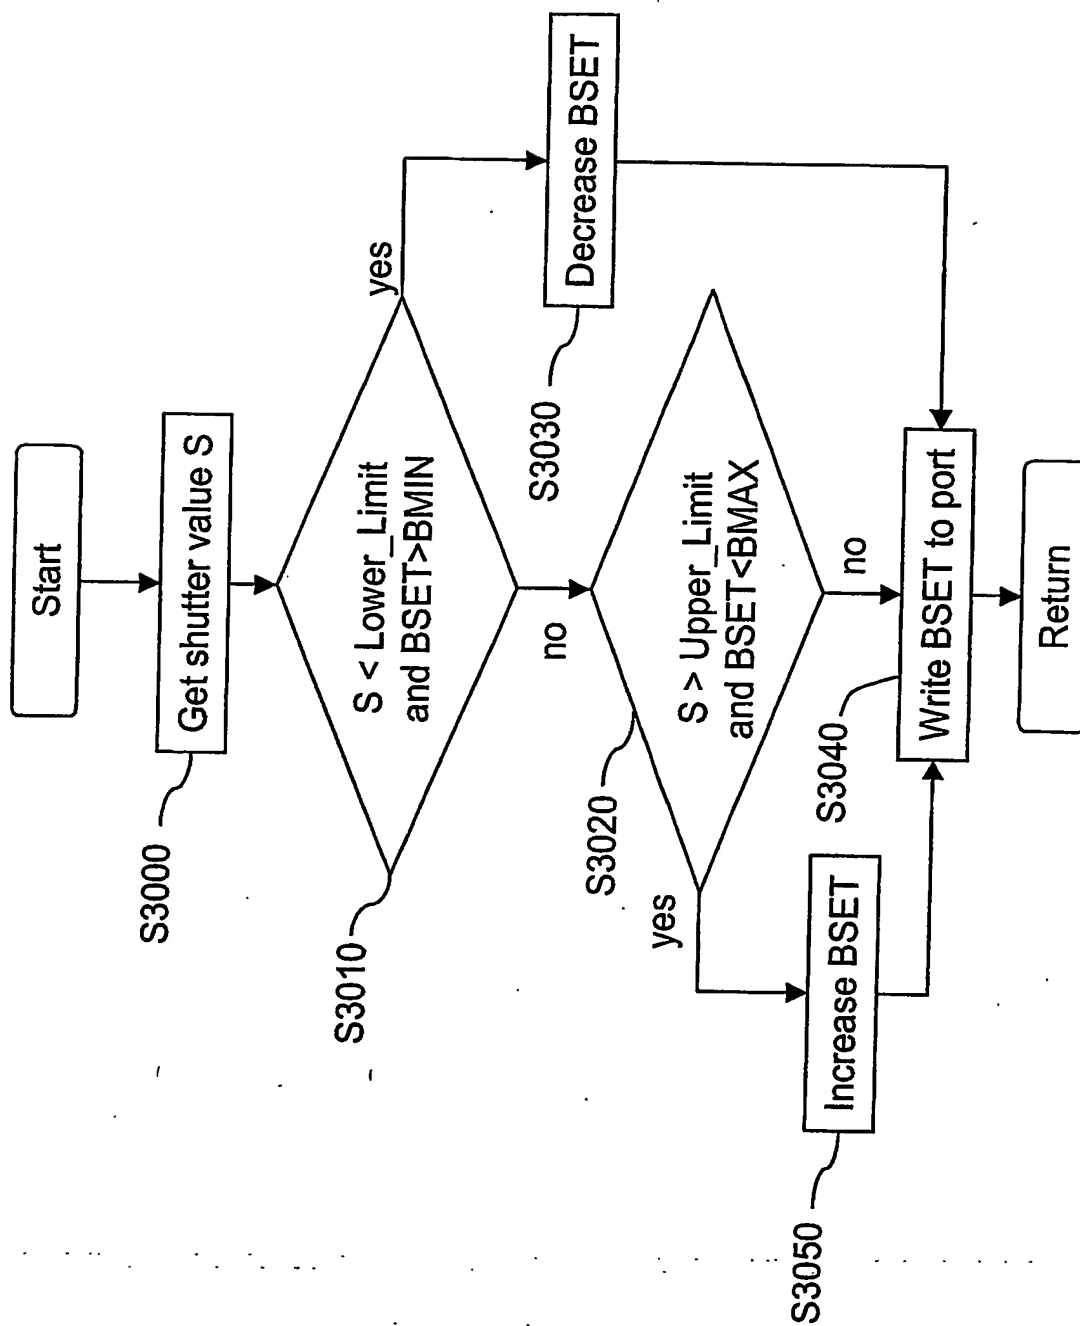 Start
S3000
Get shutter value S
S3010
S < Lower_Limit
and BSET>BMIN
yes
no
S3030
Decrease BSET
S3020
S > Upper_Limit
and BSET<BMAX
yes
no
S3050
Increase BSET
S3040
Write BSET to port
Return